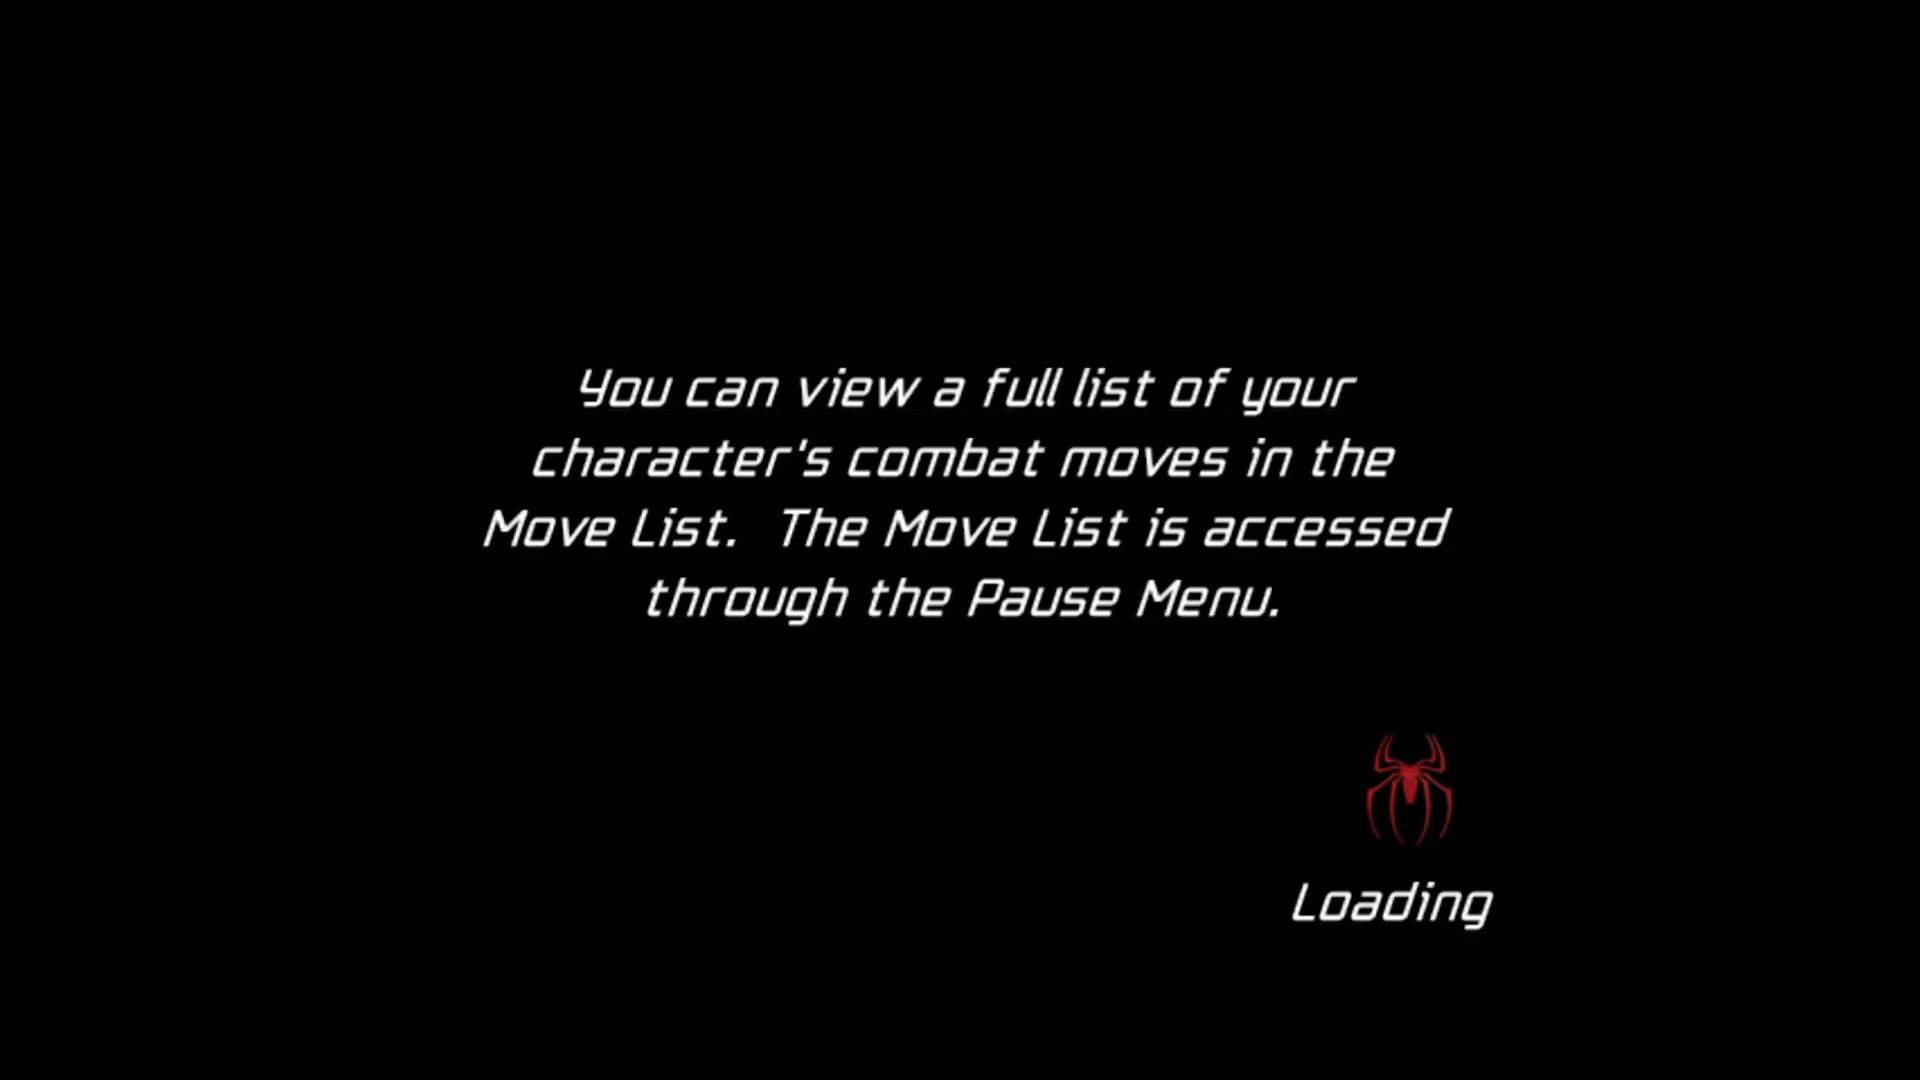 You can view a full list of your
character's combat moves in the
Move List.  The Move List is accessed
through the Pause Menu.
Loading